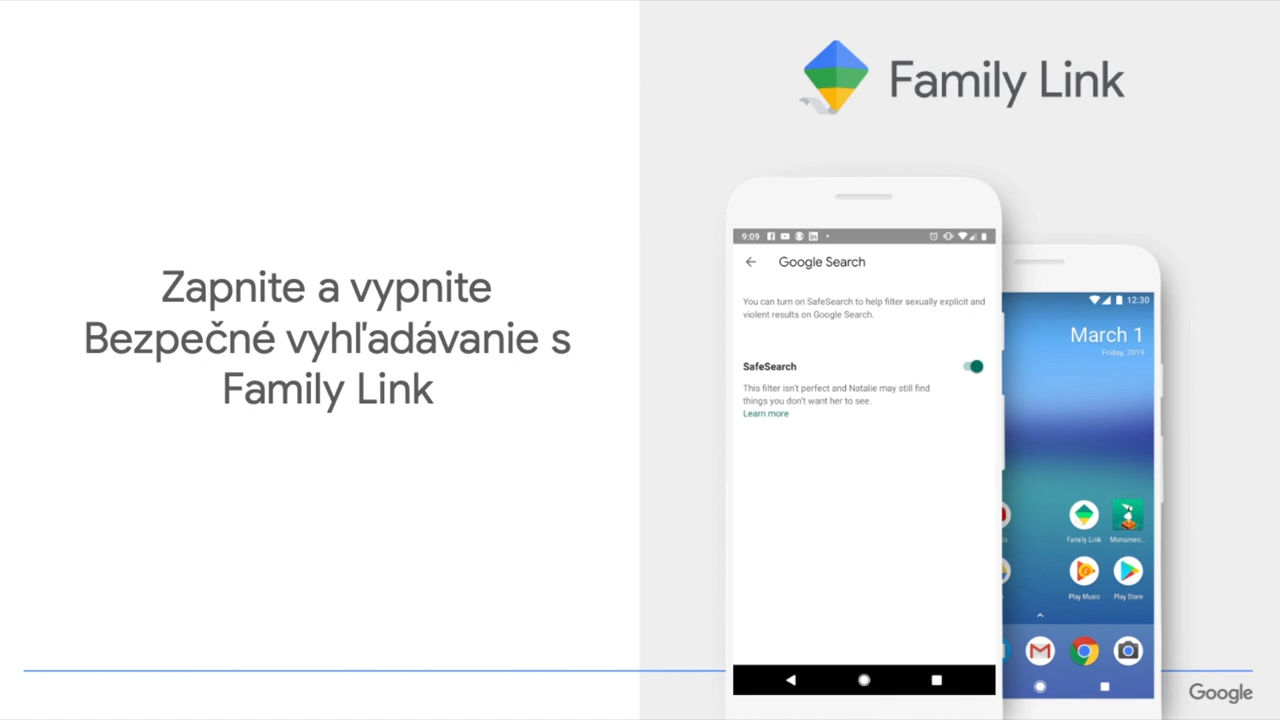 Zapnite a vypnite
Bezpečné vyhľadávanie s
Family Link
Family Link
9:09
Google Search
You can turn on SafeSearch to help filter sexually explicit and
violent results on Google Search.
SafeSearch
This filter isn't perfect and Natalie may still find
things you don't want her to see.
Learn more
12:30
March 1
Friday, 2019
Family Link
Monumen...
Play Music
Play Store
Google